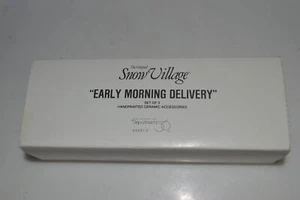 The Original
Snow Village
"EARLY MORNING DELIVERY"
SET OF 3
HANDPAINTED CERAMIC ACCESSORIES
Department 56